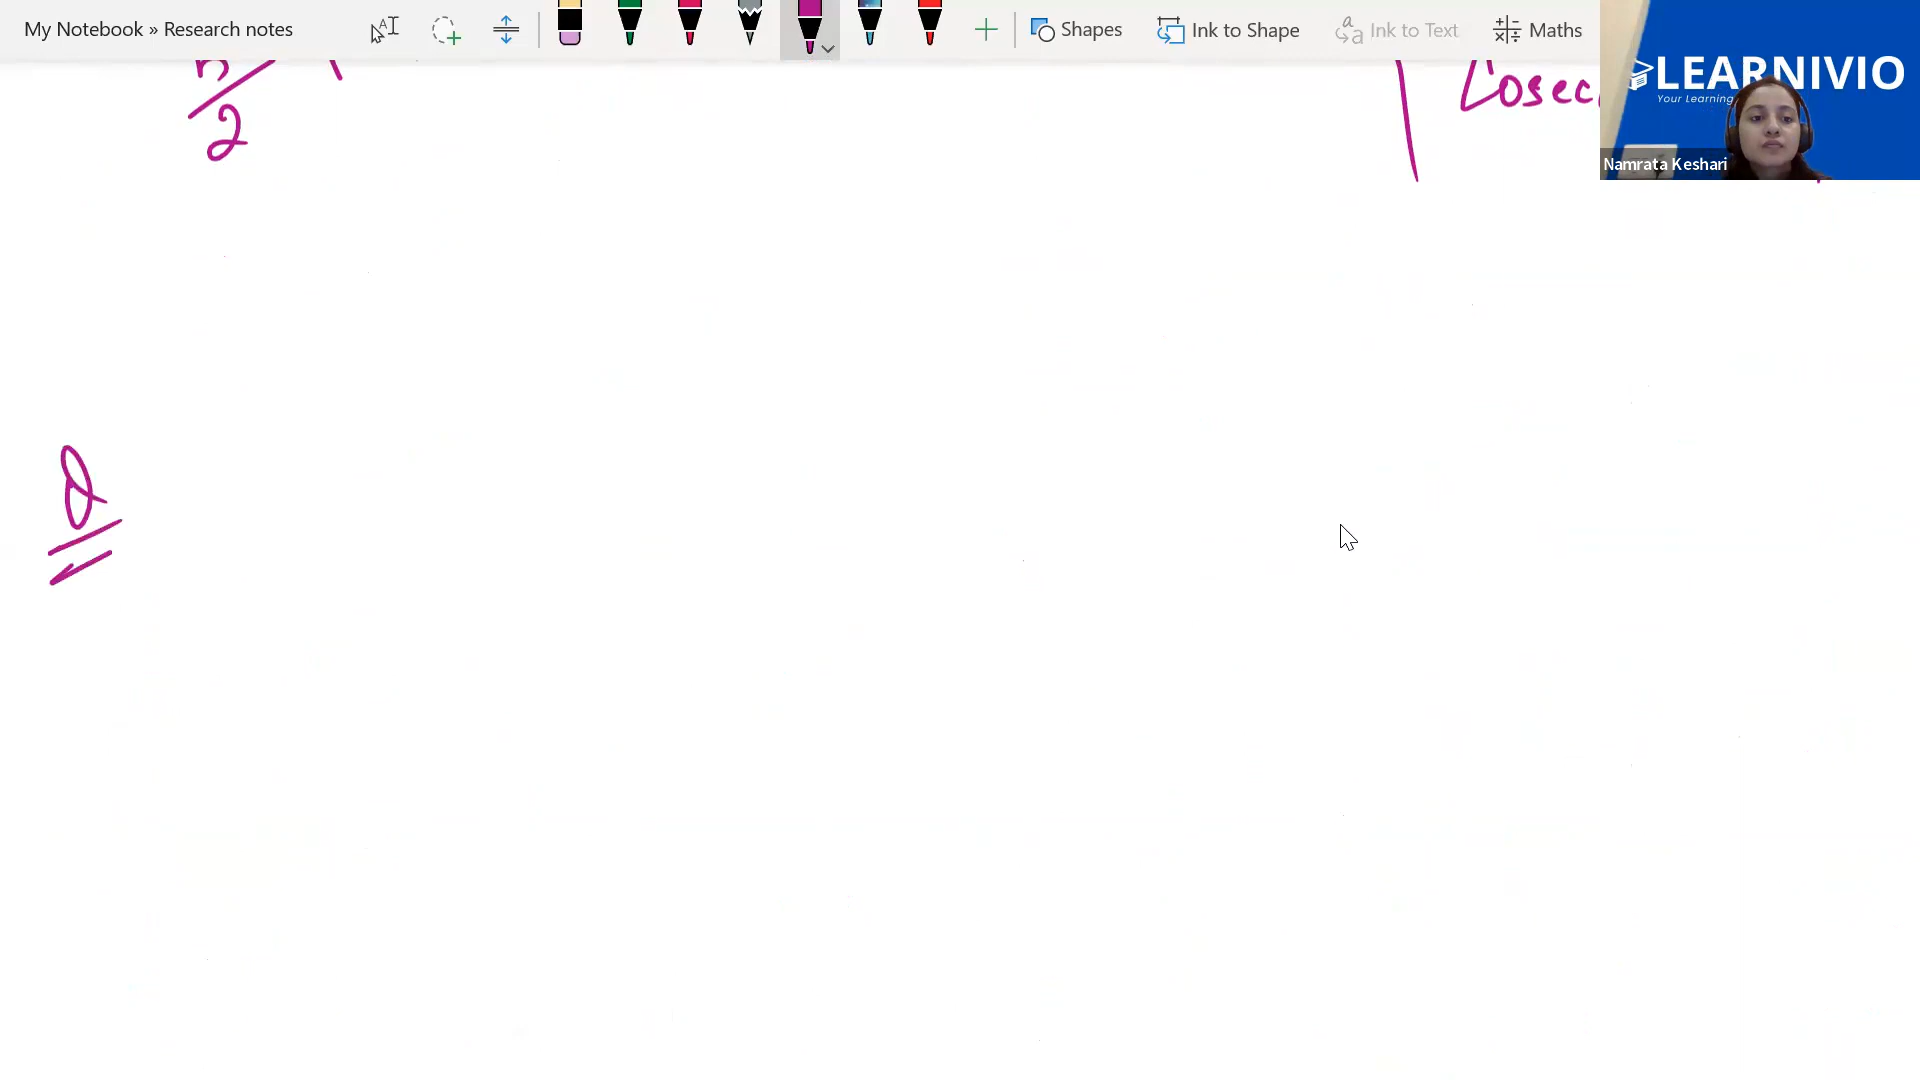 My Notebook » Research notes
Shapes
Ink to Shape
Ink to Text
Maths
LEARNIVIO
Your Learning
Namrata Keshari
2
Cosec
Q